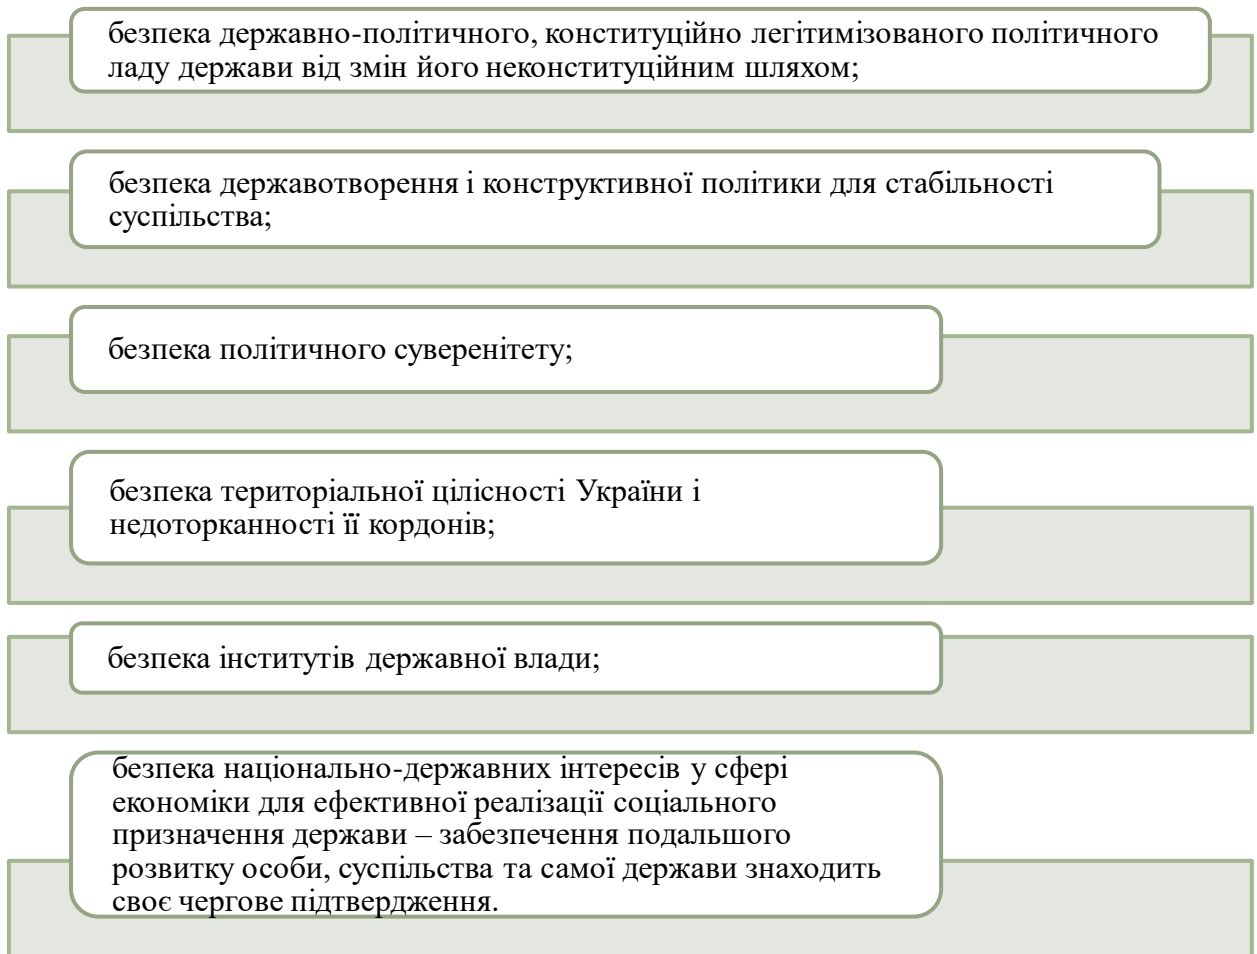 безпека державно-політичного, конституційно легітимізованого політичного
ладу держави від змін його неконституційним шляхом;
безпека державотворення і конструктивної політики для стабільності
суспільства;
безпека політичного суверенітету;
безпека територіальної цілісності України і
недоторканності її кордонів;
безпека інститутів державної влади;
безпека національно-державних інтересів у сфері
економіки для ефективної реалізації соціального
призначення держави – забезпечення подальшого
розвитку особи, суспільства та самої держави знаходить
своє чергове підтвердження.